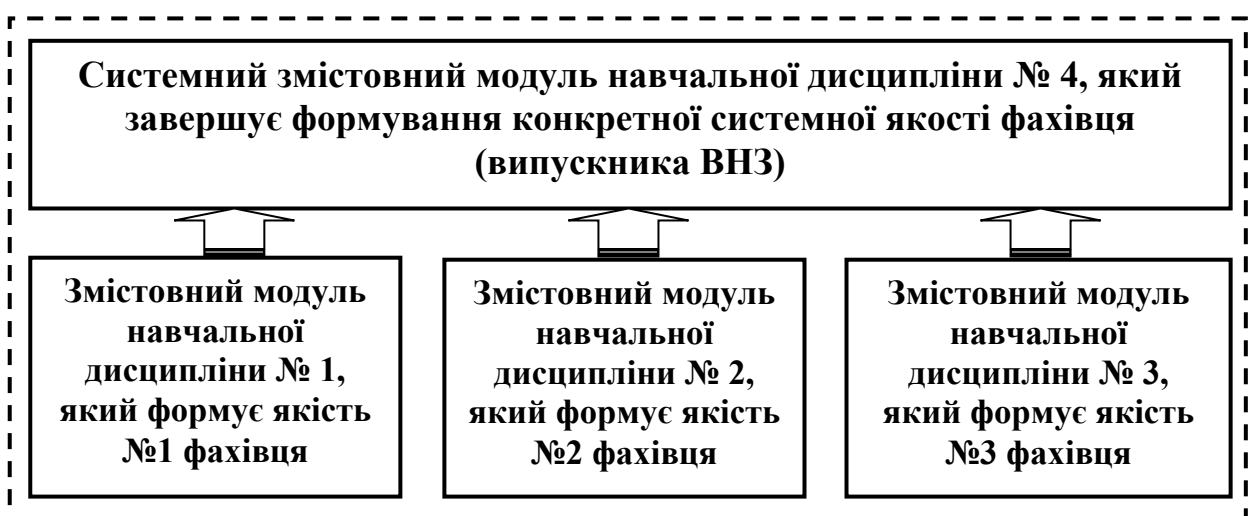 Системний змістовний модуль навчальної дисципліни № 4, який
завершує формування конкретної системної якості фахівця
(випускника ВНЗ)
Змістовний модуль
навчальної
дисципліни № 1,
який формує якість
№1 фахівця
Змістовний модуль
навчальної
дисципліни № 2,
який формує якість
№2 фахівця
Змістовний модуль
навчальної
дисципліни № 3,
який формує якість
№3 фахівця